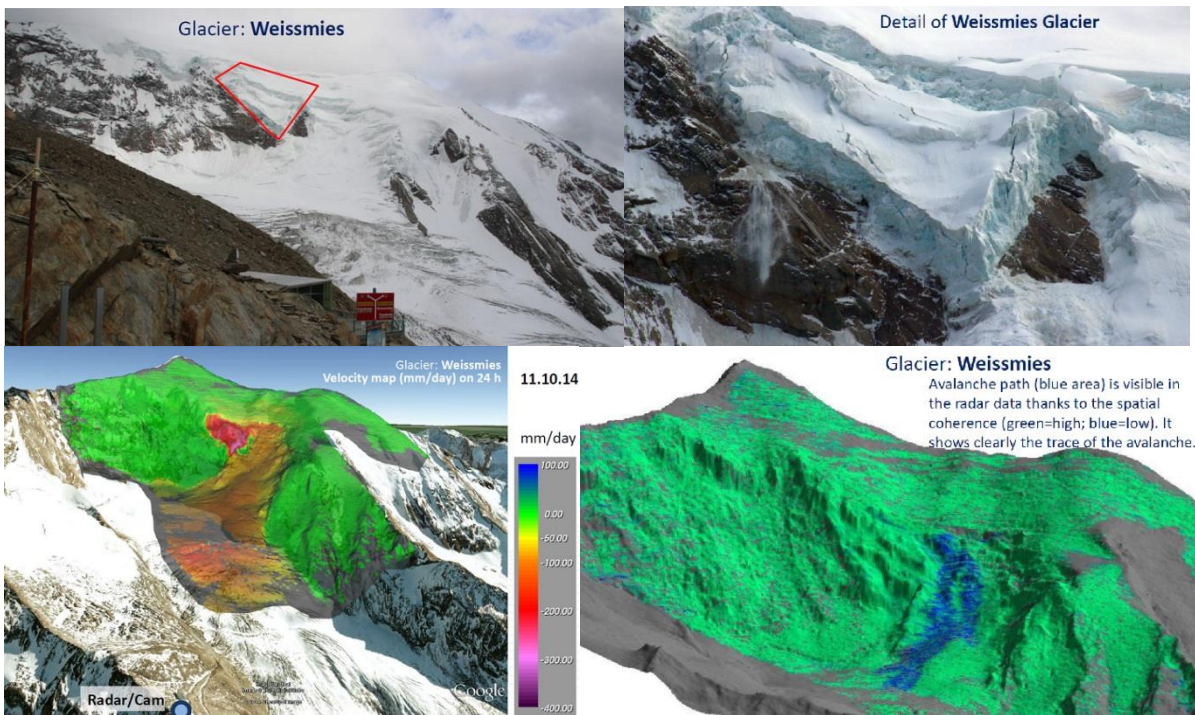 Glacier: Weissmies
Detail of Weissmies Glacier
Glacier: Weissmies
Velocity map (mm/day) on 24 h
11.10.14
mm/day
100.00
0.00
-100.00
-200.00
-300.00
-400.00
Radar/Cam
Google
Glacier: Weissmies
Avalanche path (blue area) is visible in
the radar data thanks to the spatial
coherence (green=high; blue=low). It
shows clearly the trace of the avalanche.